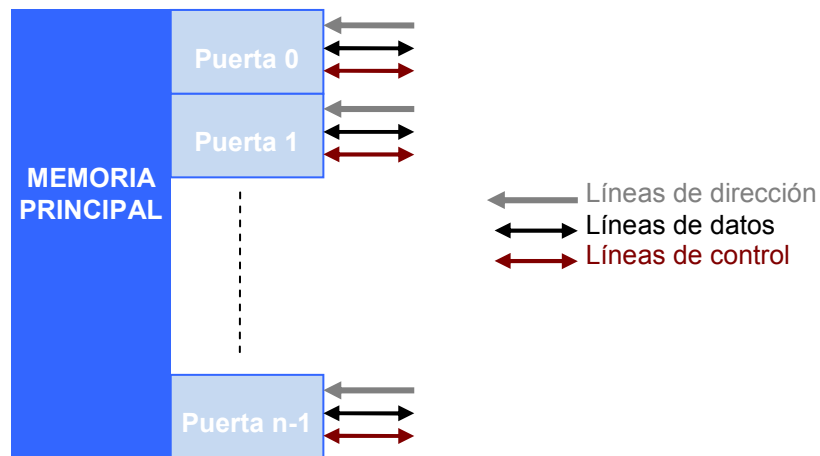 Puerta 0
Puerta 1
MEMORIA
PRINCIPAL
Líneas de dirección
Líneas de datos
Líneas de control
Puerta n-1